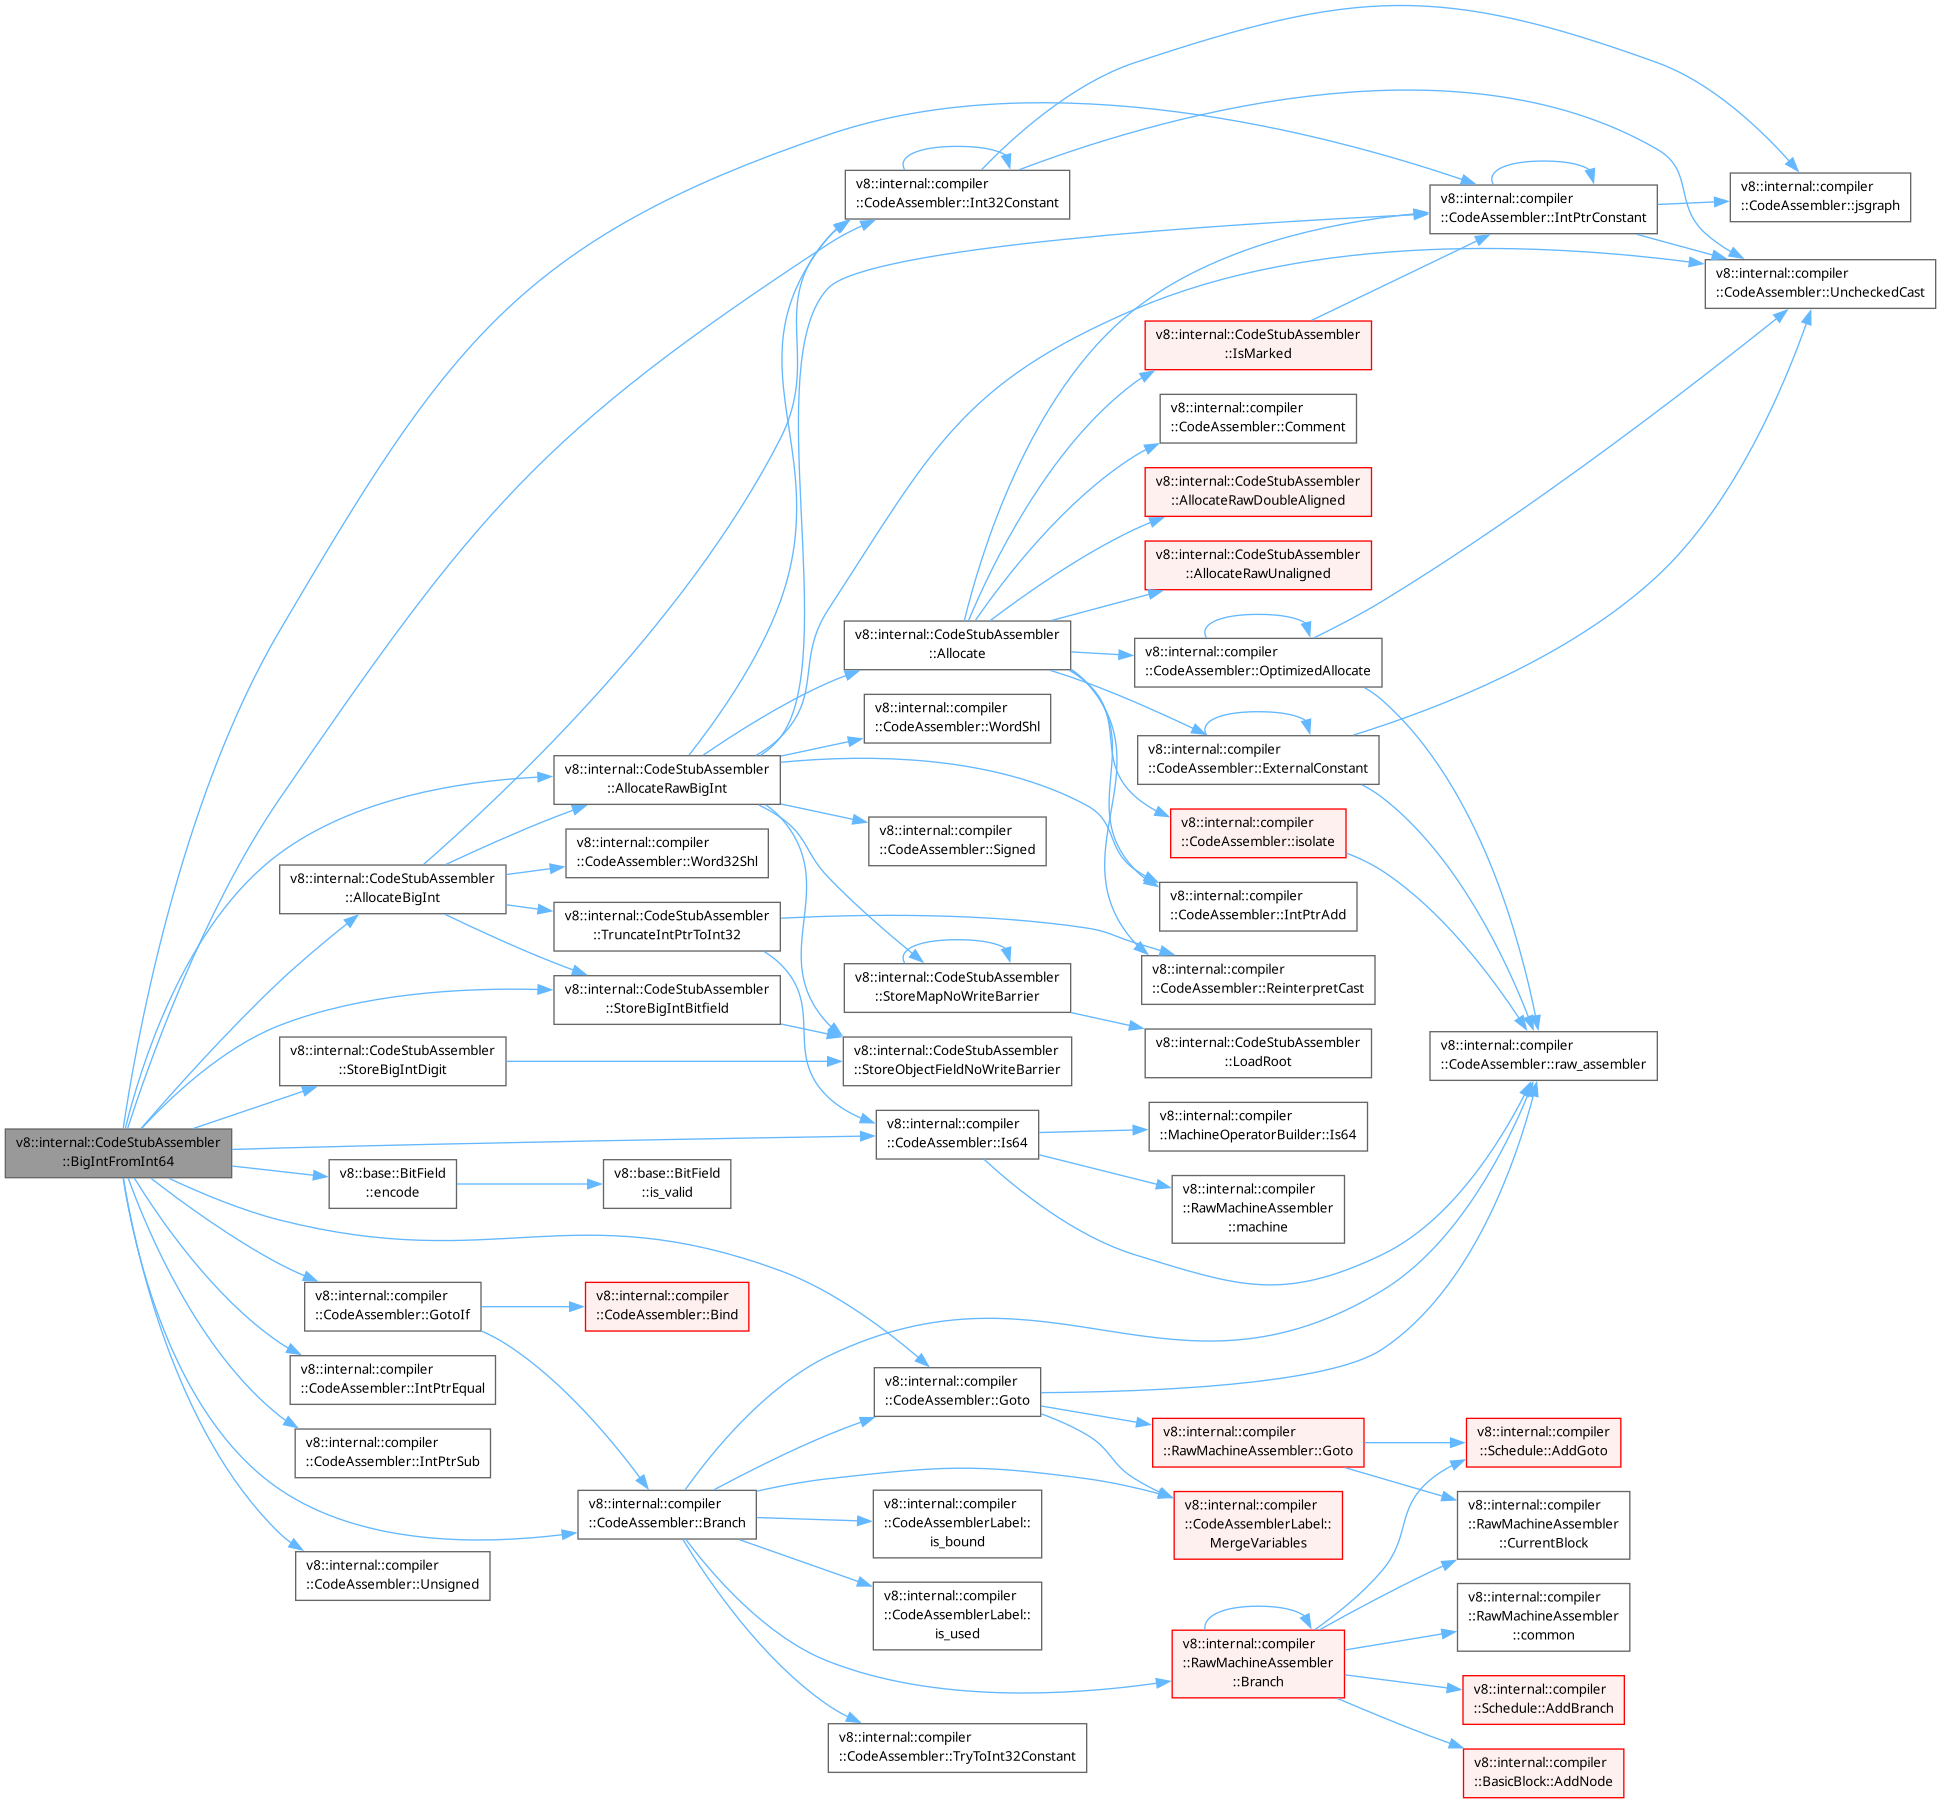 v8::internal::CodeStubAssembler
::BigIntFromInt64
v8::internal::CodeStubAssembler
::AllocateBigInt
v8::internal::CodeStubAssembler
::StoreBigIntDigit
v8::base::BitField
::encode
v8::internal::compiler
::CodeAssembler::GotoIf
v8::internal::compiler
::CodeAssembler::IntPtrEqual
v8::internal::compiler
::CodeAssembler::IntPtrSub
v8::internal::compiler
::CodeAssembler::Unsigned
v8::internal::CodeStubAssembler
::AllocateRawBigInt
v8::internal::compiler
::CodeAssembler::Word32Shl
v8::internal::CodeStubAssembler
::TruncateIntPtrToInt32
v8::internal::CodeStubAssembler
::StoreBigIntBitfield
v8::base::BitField
::is_valid
v8::internal::compiler
::CodeAssembler::Bind
v8::internal::compiler
::CodeAssembler::Branch
v8::internal::compiler
::CodeAssembler::Int32Constant
v8::internal::CodeStubAssembler
::Allocate
v8::internal::compiler
::CodeAssembler::WordShl
v8::internal::compiler
::CodeAssembler::Signed
v8::internal::CodeStubAssembler
::StoreMapNoWriteBarrier
v8::internal::CodeStubAssembler
::StoreObjectFieldNoWriteBarrier
v8::internal::compiler
::CodeAssembler::Is64
v8::internal::compiler
::CodeAssembler::Goto
v8::internal::compiler
::CodeAssemblerLabel::
is_bound
v8::internal::compiler
::CodeAssemblerLabel::
is_used
v8::internal::compiler
::CodeAssembler::TryToInt32Constant
v8::internal::CodeStubAssembler
::IsMarked
v8::internal::compiler
::CodeAssembler::Comment
v8::internal::CodeStubAssembler
::AllocateRawDoubleAligned
v8::internal::CodeStubAssembler
::AllocateRawUnaligned
v8::internal::compiler
::CodeAssembler::OptimizedAllocate
v8::internal::compiler
::CodeAssembler::ExternalConstant
v8::internal::compiler
::CodeAssembler::isolate
v8::internal::compiler
::CodeAssembler::IntPtrAdd
v8::internal::compiler
::CodeAssembler::ReinterpretCast
v8::internal::CodeStubAssembler
::LoadRoot
v8::internal::compiler
::MachineOperatorBuilder::Is64
v8::internal::compiler
::RawMachineAssembler
::machine
v8::internal::compiler
::RawMachineAssembler::Goto
v8::internal::compiler
::CodeAssemblerLabel::
MergeVariables
v8::internal::compiler
::RawMachineAssembler
::Branch
v8::internal::compiler
::CodeAssembler::IntPtrConstant
v8::internal::compiler
::CodeAssembler::raw_assembler
v8::internal::compiler
::Schedule::AddGoto
v8::internal::compiler
::RawMachineAssembler
::CurrentBlock
v8::internal::compiler
::RawMachineAssembler
::common
v8::internal::compiler
::Schedule::AddBranch
v8::internal::compiler
::BasicBlock::AddNode
v8::internal::compiler
::CodeAssembler::jsgraph
v8::internal::compiler
::CodeAssembler::UncheckedCast